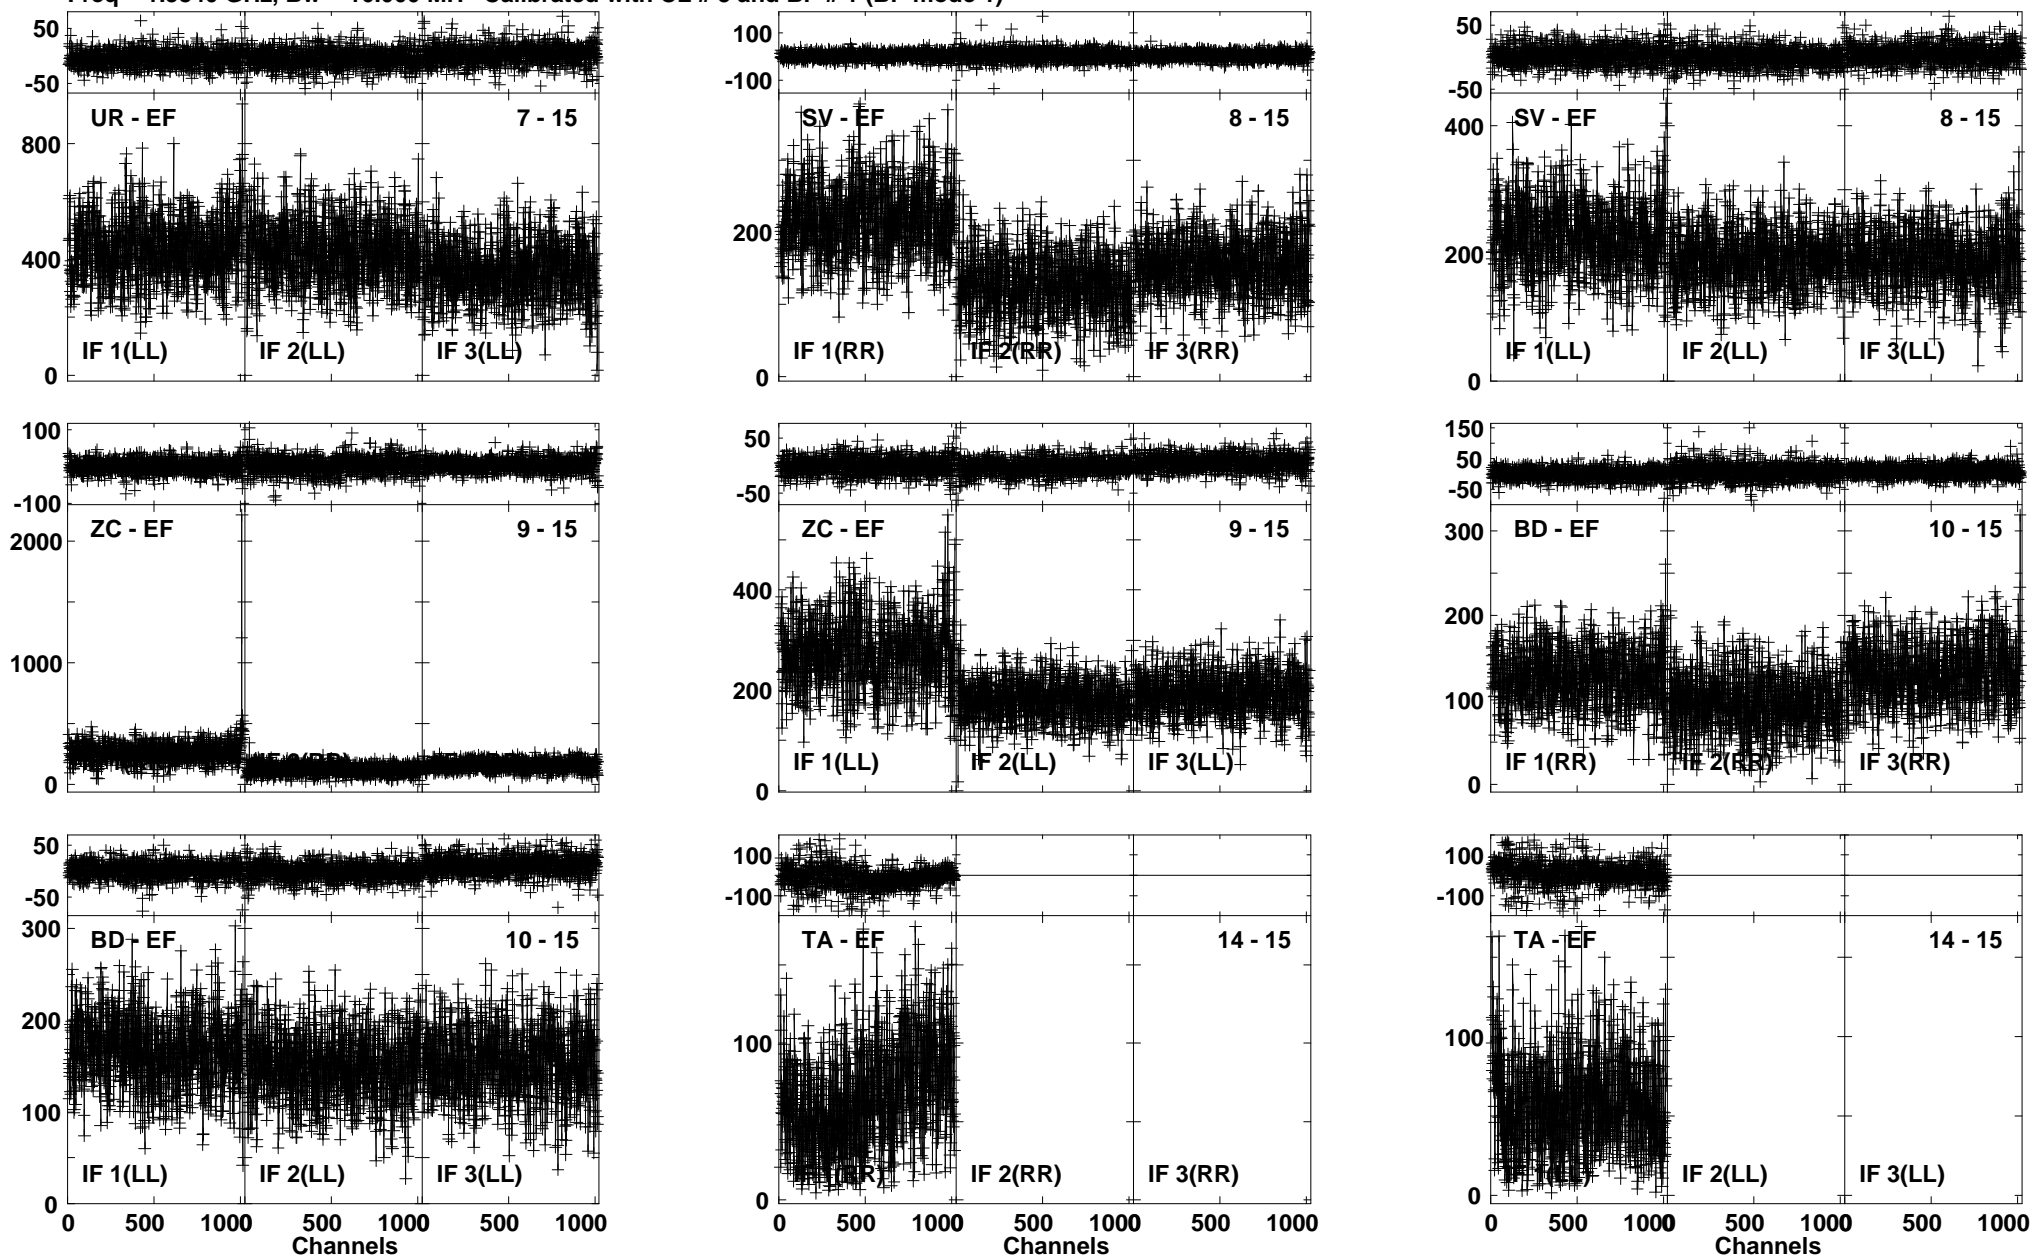 50
-50
UR - EF 7 - 15
800
400
0
IF 1(LL) IF 2(LL) IF 3(LL)
100
-100
SV - EF 8 - 15
200
0
IF 1(RR) IF 2(RR) IF 3(RR)
50
-50
SV - EF 8 - 15
400
200
0
IF 1(LL) IF 2(LL) IF 3(LL)
100
-100
ZC - EF 9 - 15
2000
1000
0
50
-50
ZC - EF 9 - 15
400
200
0
IF 1(LL) IF 2(LL) IF 3(LL)
150
50
-50
BD - EF 10 - 15
300
200
100
0
IF 1(RR) IF 2(RR) IF 3(RR)
50
-50
BD - EF 10 - 15
300
200
100
0
IF 1(LL) IF 2(LL) IF 3(LL)
0 500 1000 500 1000 500 1000
Channels
100
-100
TA - EF 14 - 15
100
0
IF 2(RR) IF 3(RR)
0 500 1000 500 1000 500 1000
Channels
100
-100
TA - EF 14 - 15
100
0
IF 2(LL) IF 3(LL)
0 500 1000 500 1000 500 1000
Channels